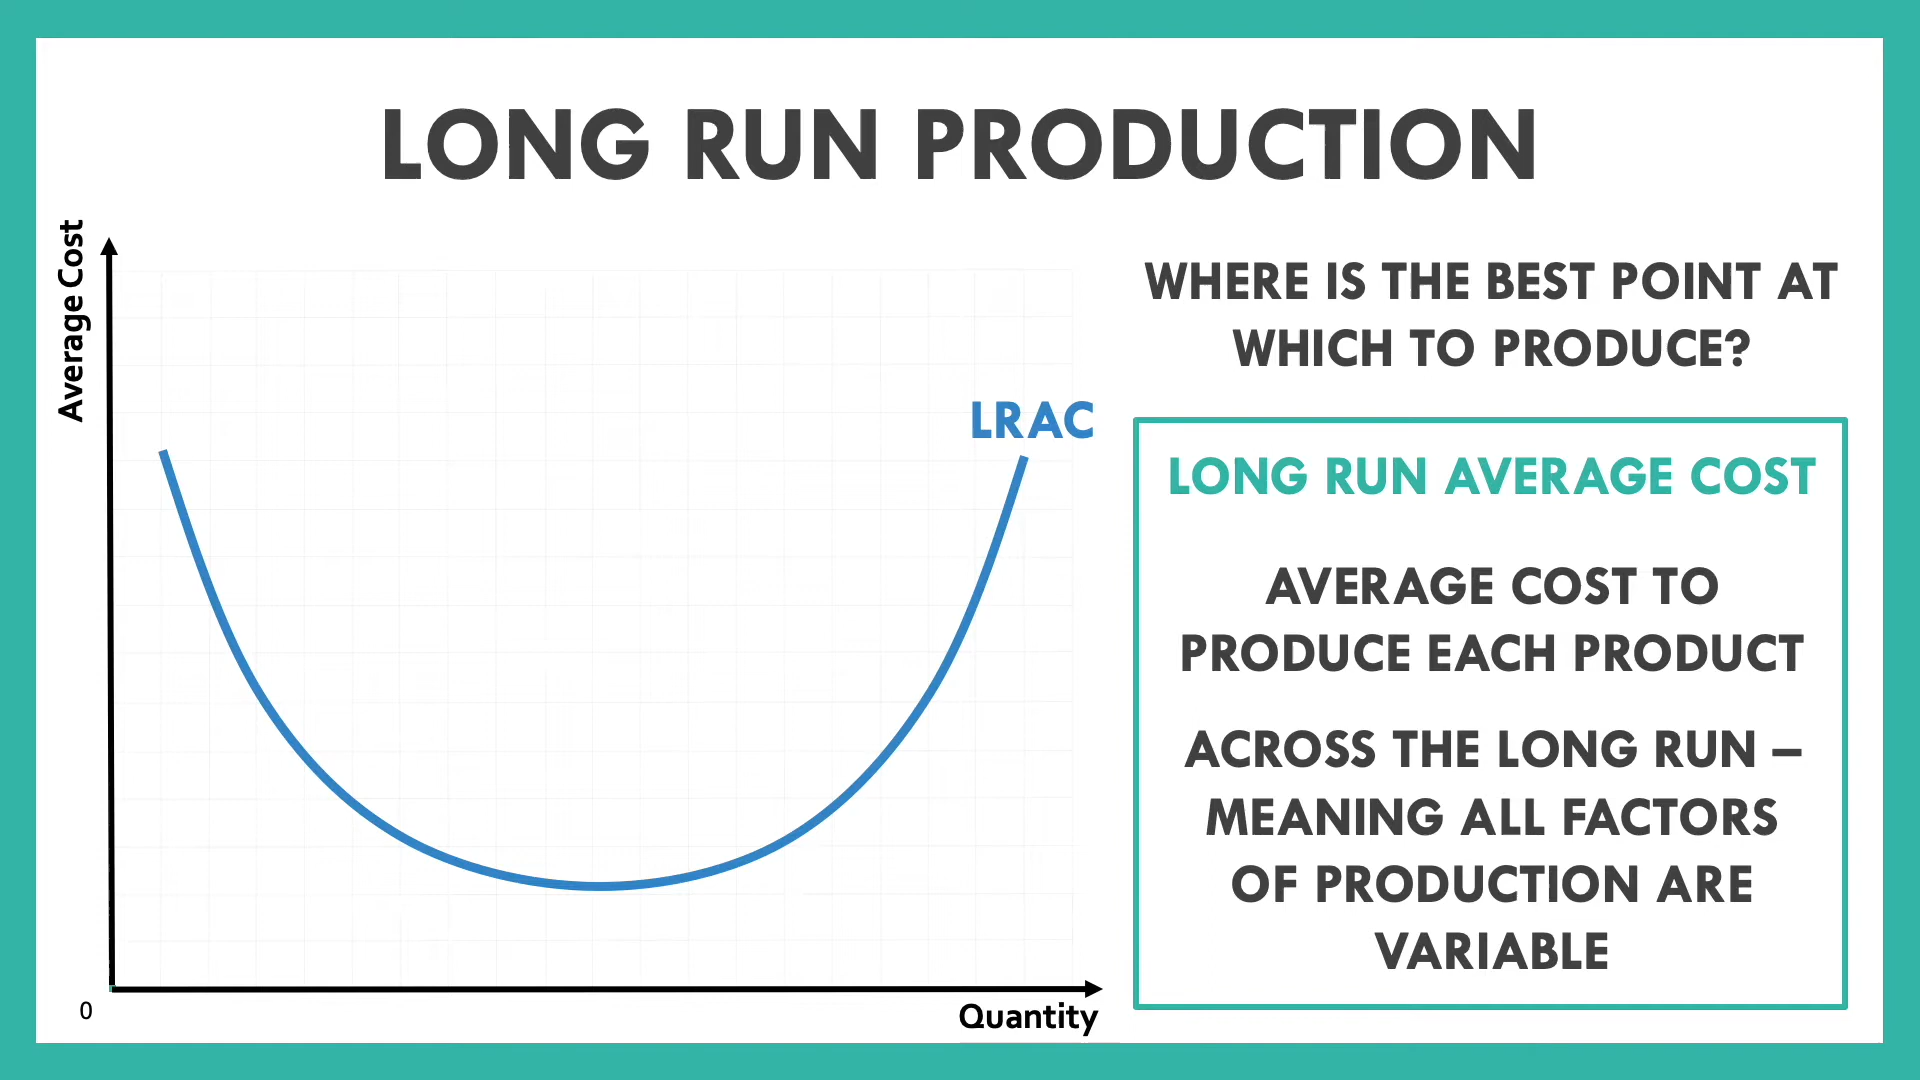 LONG RUN PRODUCTION
Average Cost
WHERE IS THE BEST POINT AT
WHICH TO PRODUCE?
LRAC
LONG RUN AVERAGE COST
AVERAGE COST TO
PRODUCE EACH PRODUCT
ACROSS THE LONG RUN –
MEANING ALL FACTORS
OF PRODUCTION ARE
VARIABLE
0
Quantity